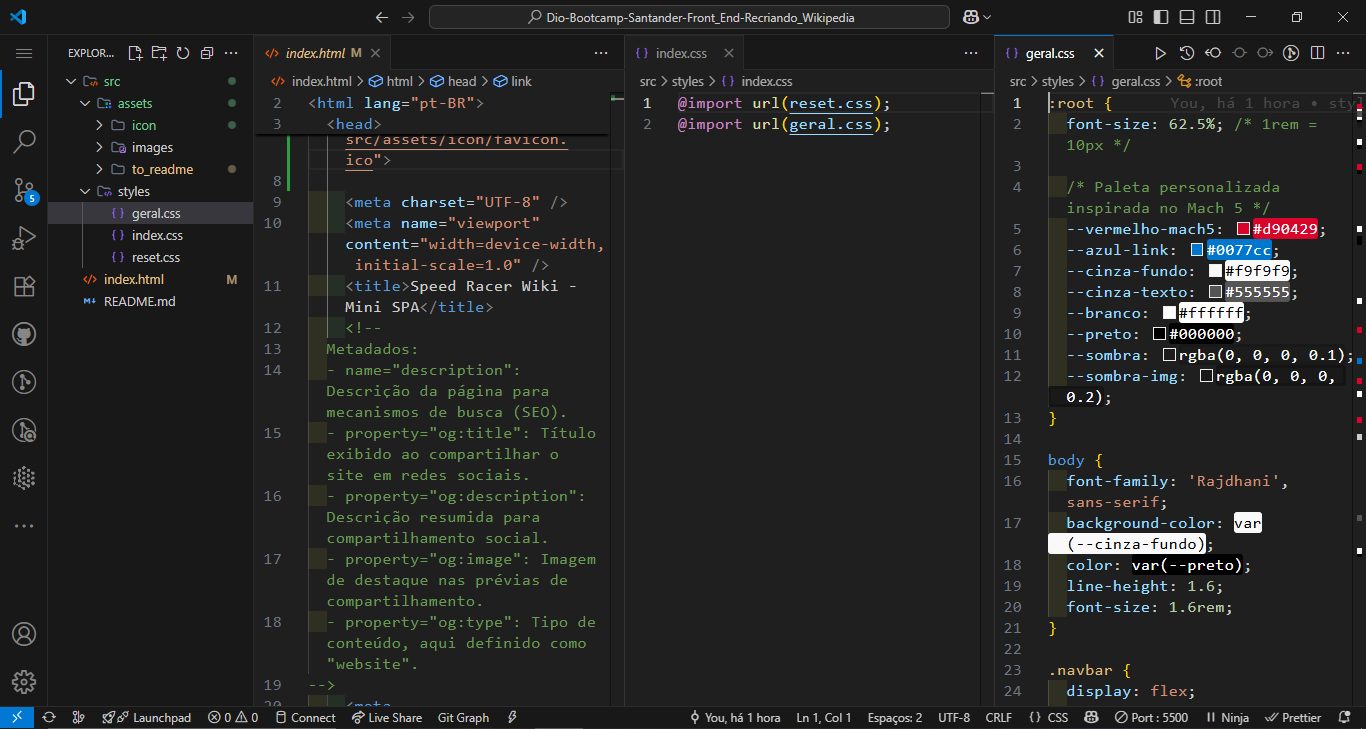 Dio-Bootcamp-Santander-Front_End-Recriando_Wikipedia
EXPLOR...
src
assets
icon
images
to_readme
styles
geral.css
index.css
reset.css
index.html M
README.md
5
index.html M
index.html > html > head > link
2 <html lang="pt-BR">
3 <head>
src/assets/icon/favicon.
ico">
8
9 <meta charset="UTF-8" />
10 <meta name="viewport"
content="width=device-width,
initial-scale=1.0" />
11 <title>Speed Racer Wiki -
Mini SPA</title>
12 <!--
13 Metadados:
14 - name="description":
Descrição da página para
mecanismos de busca (SEO).
15 - property="og:title": Título
exibido ao compartilhar o
site em redes sociais.
16 - property="og:description":
Descrição resumida para
compartilhamento social.
17 - property="og:image": Imagem
de destaque nas prévias de
compartilhamento.
18 - property="og:type": Tipo de
conteúdo, aqui definido como
"website".
19 -->
20 <meta
index.css
src > styles > index.css
1 @import url(reset.css);
2 @import url(geral.css);
geral.css
src > styles > geral.css > :root
1 :root { You, há 1 hora • styl
2 font-size: 62.5%; /* 1rem =
10px */
3
4 /* Paleta personalizada
inspirada no Mach 5 */
5 --vermelho-mach5: #d90429;
6 --azul-link: #0077cc;
7 --cinza-fundo: #f9f9f9;
8 --cinza-texto: #555555;
9 --branco: #ffffff;
10 --preto: #000000;
11 --sombra: rgba(0, 0, 0, 0.1);
12 --sombra-img: rgba(0, 0, 0,
0.2);
13 }
14
15 body {
16 font-family: 'Rajdhani',
sans-serif;
17 background-color: var
(--cinza-fundo);
18 color: var(--preto);
19 line-height: 1.6;
20 font-size: 1.6rem;
21 }
22
23 .navbar {
24 display: flex;
Launchpad 0 0 Connect Live Share Git Graph You, há 1 hora Ln 1, Col 1 Espaços: 2 UTF-8 CRLF {} CSS Port : 5500 Ninja Prettier